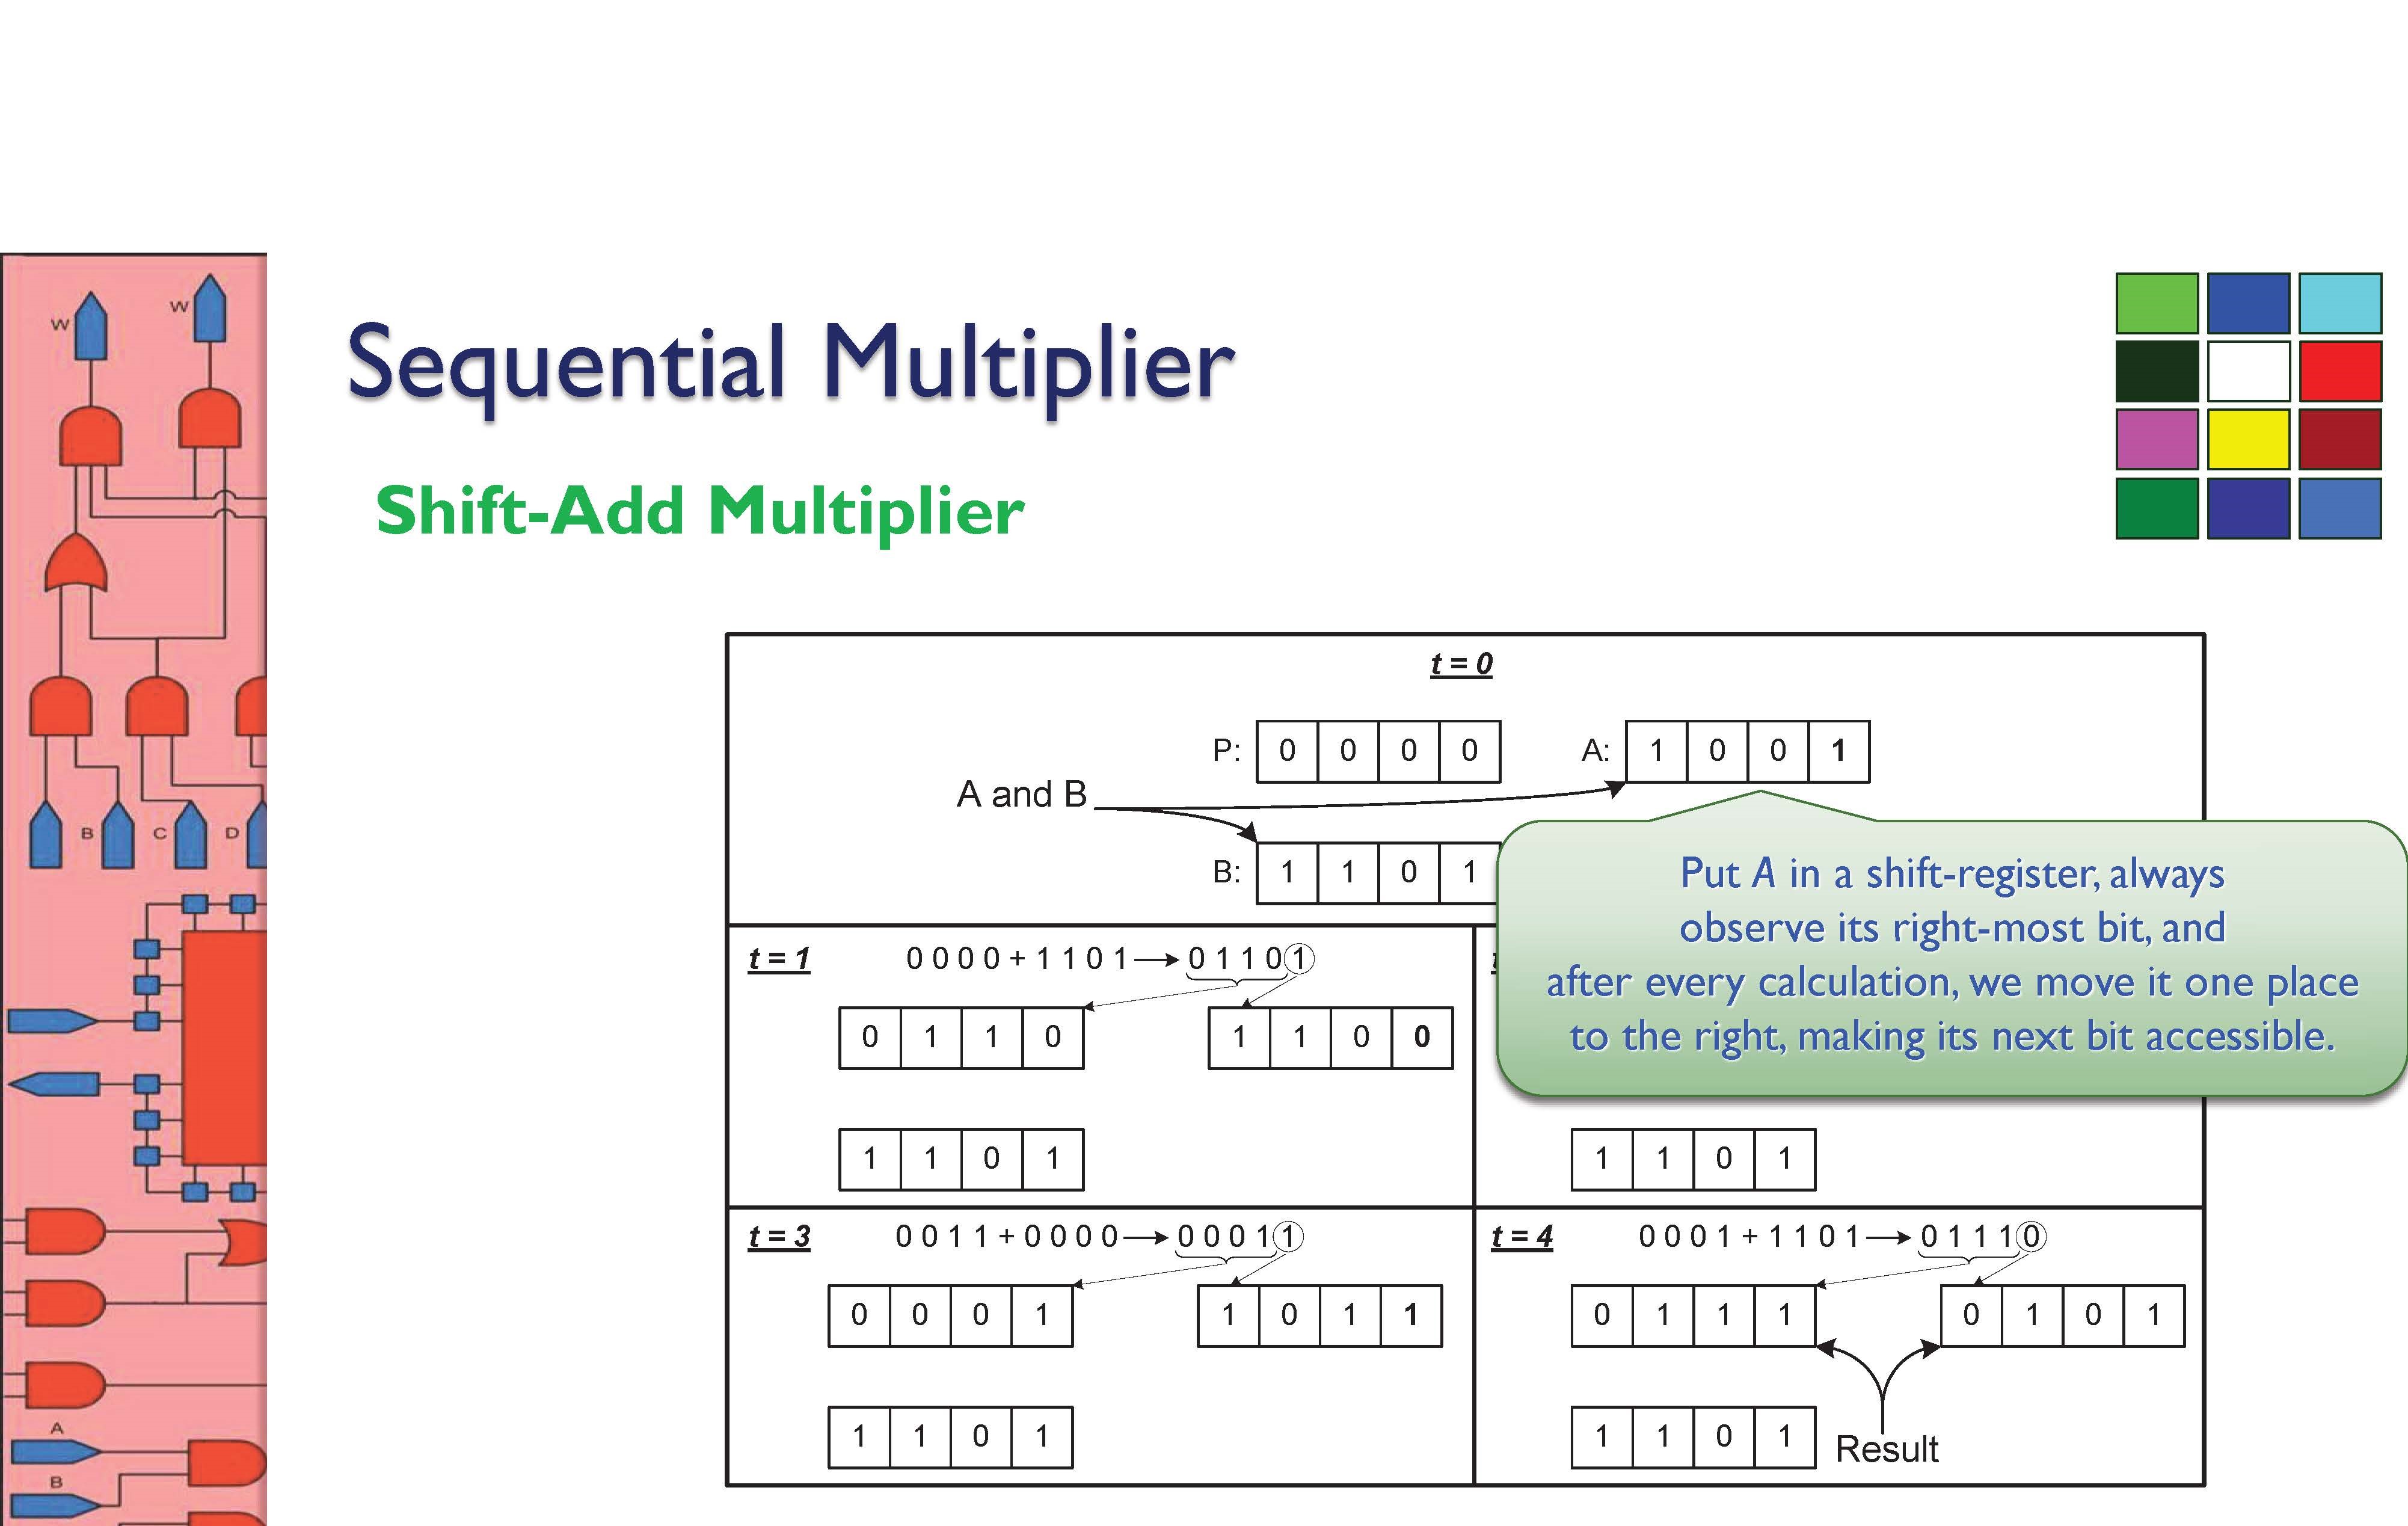 W
W
Sequential Multiplier
Shift-Add Multiplier
t = 0
P: 0 0 0 0 A: 1 0 0 1
A and B
B: 1 1 0 1
Put A in a shift-register, always
observe its right-most bit, and
after every calculation, we move it one place
to the right, making its next bit accessible.
B C D
t = 1 0 0 0 0 + 1 1 0 1 → 0 1 1 0 1
0 1 1 0 1 1 0 0
1 1 0 1
1 1 0 1
t = 3 0 0 1 1 + 0 0 0 0 → 0 0 0 1 1
0 0 0 1 1 0 1 1
1 1 0 1
t = 4 0 0 0 1 + 1 1 0 1 → 0 1 1 1 0
0 1 1 1 0 1 0 1
1 1 0 1 Result
A
B